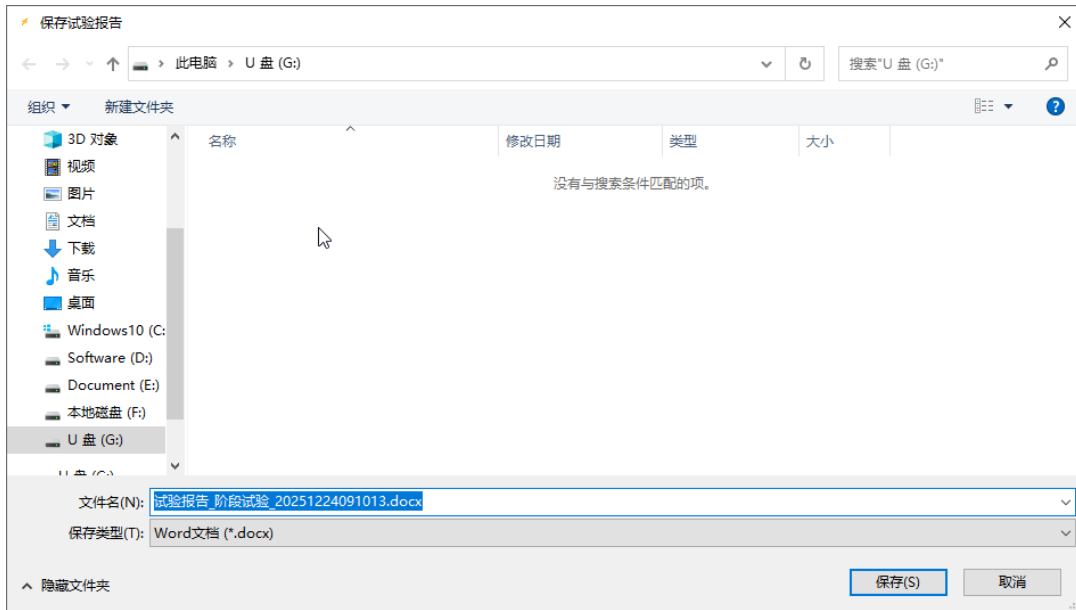 保存试验报告
此电脑 › U 盘 (G:)
搜索"U 盘 (G:)"
组织
新建文件夹
3D 对象
视频
图片
文档
下载
音乐
桌面
Windows10 (C:
Software (D:)
Document (E:)
本地磁盘 (F:)
U 盘 (G:)
U 盘 (G:)
名称
修改日期
类型
大小
没有与搜索条件匹配的项。
文件名(N): 试验报告_阶段试验_20251224091013.docx
保存类型(T): Word文档 (*.docx)
隐藏文件夹
保存(S)
取消